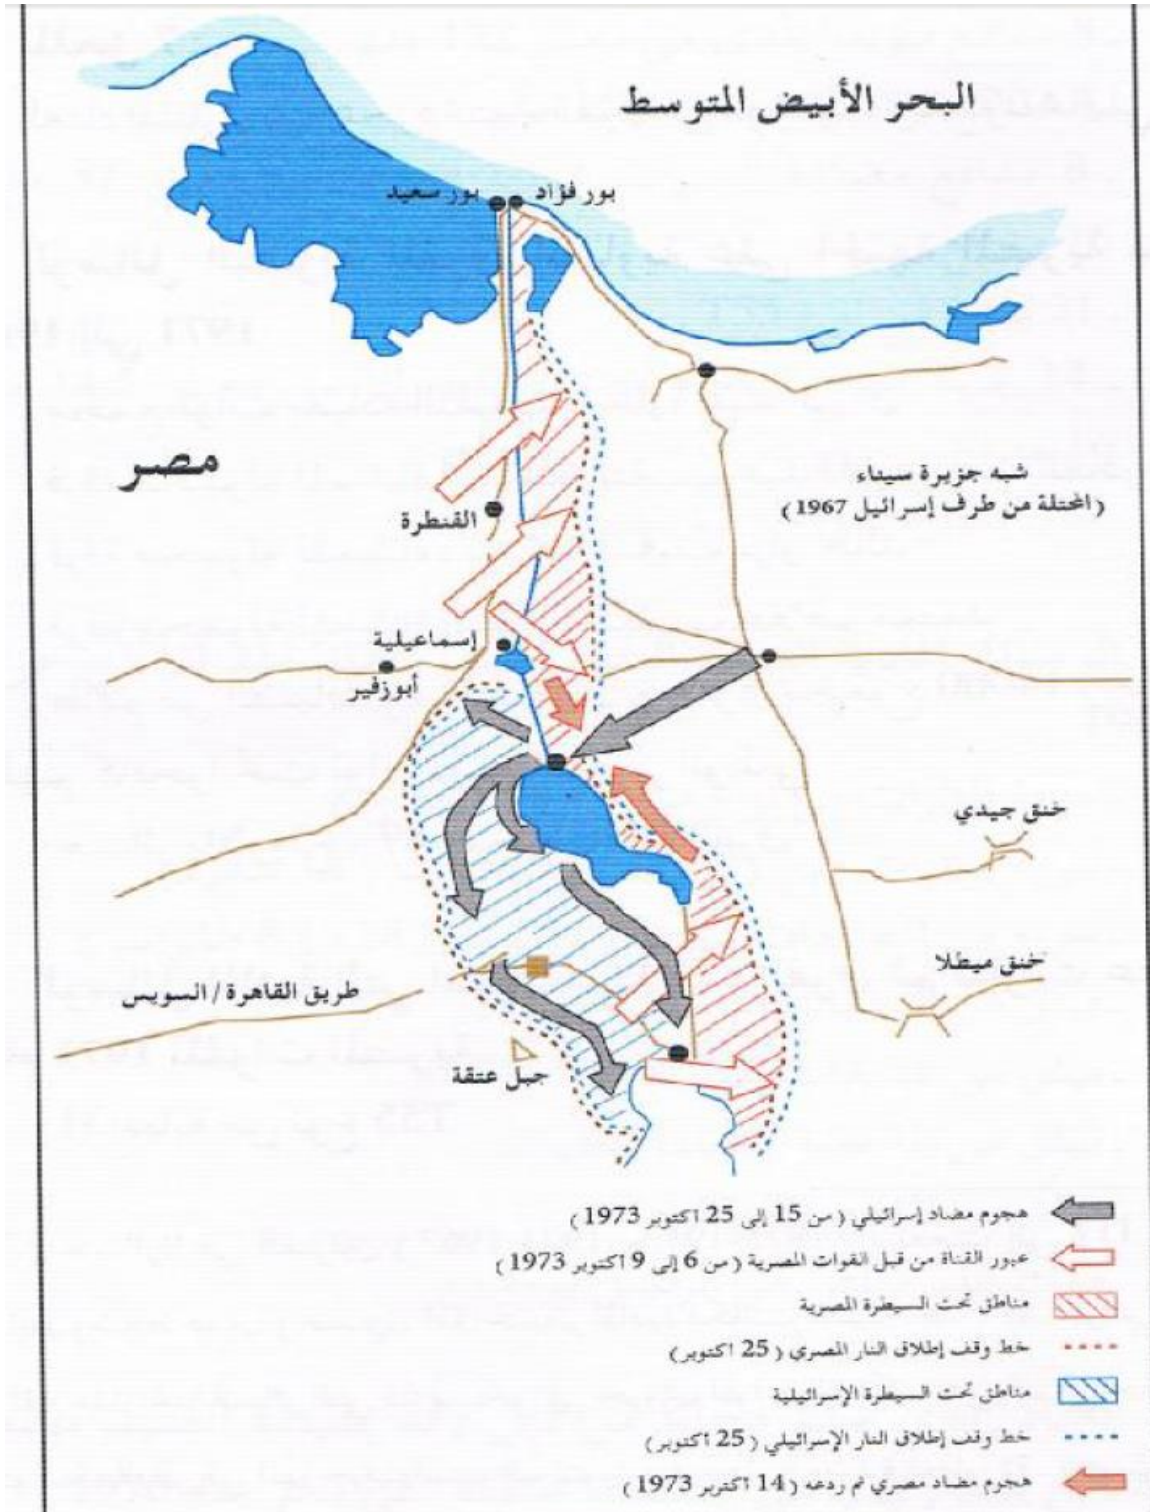 البحر الأبيض المتوسط
بور سعيد
بور فؤاد
مصر
شبه جزيرة سيناء
(المحتلة من طرف إسرائيل 1967)
القنطرة
إسماعيلية
أبوزفير
خنق جيدي
خنق ميطلا
طريق القاهرة/السويس
جبل عتقة
هجوم مضاد إسرائيلي (من 15 إلى 25 اكتوبر 1973)
عبور القناة من قبل القوات المصرية (من 6 إلى 9 اكتوبر 1973)
مناطق تحت السيطرة المصرية
خط وقف إطلاق النار المصري (25 اكتوبر)
مناطق تحت السيطرة الإسرائيلية
خط وقف إطلاق النار الإسرائيلي (25 أكتوبر)
هجوم مضاد مصري تم ردعه (14 أكتوبر 1973)